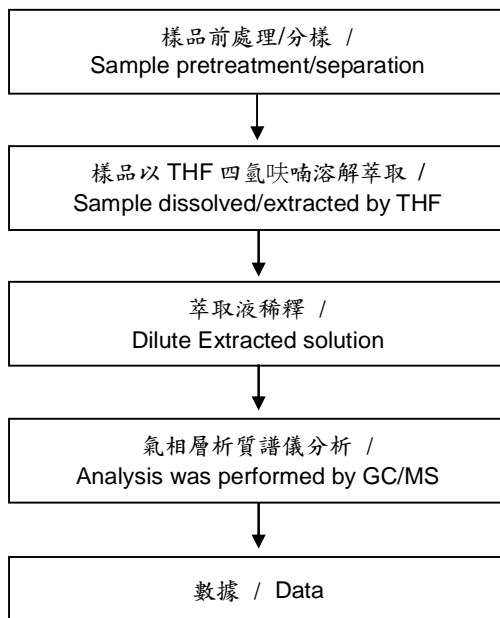 樣品前處理/分樣 /
Sample pretreatment/separation
樣品以 THF 四氫呋喃溶解萃取 /
Sample dissolved/extracted by THF
萃取液稀釋 /
Dilute Extracted solution
氣相層析質譜儀分析 /
Analysis was performed by GC/MS
數據 / Data